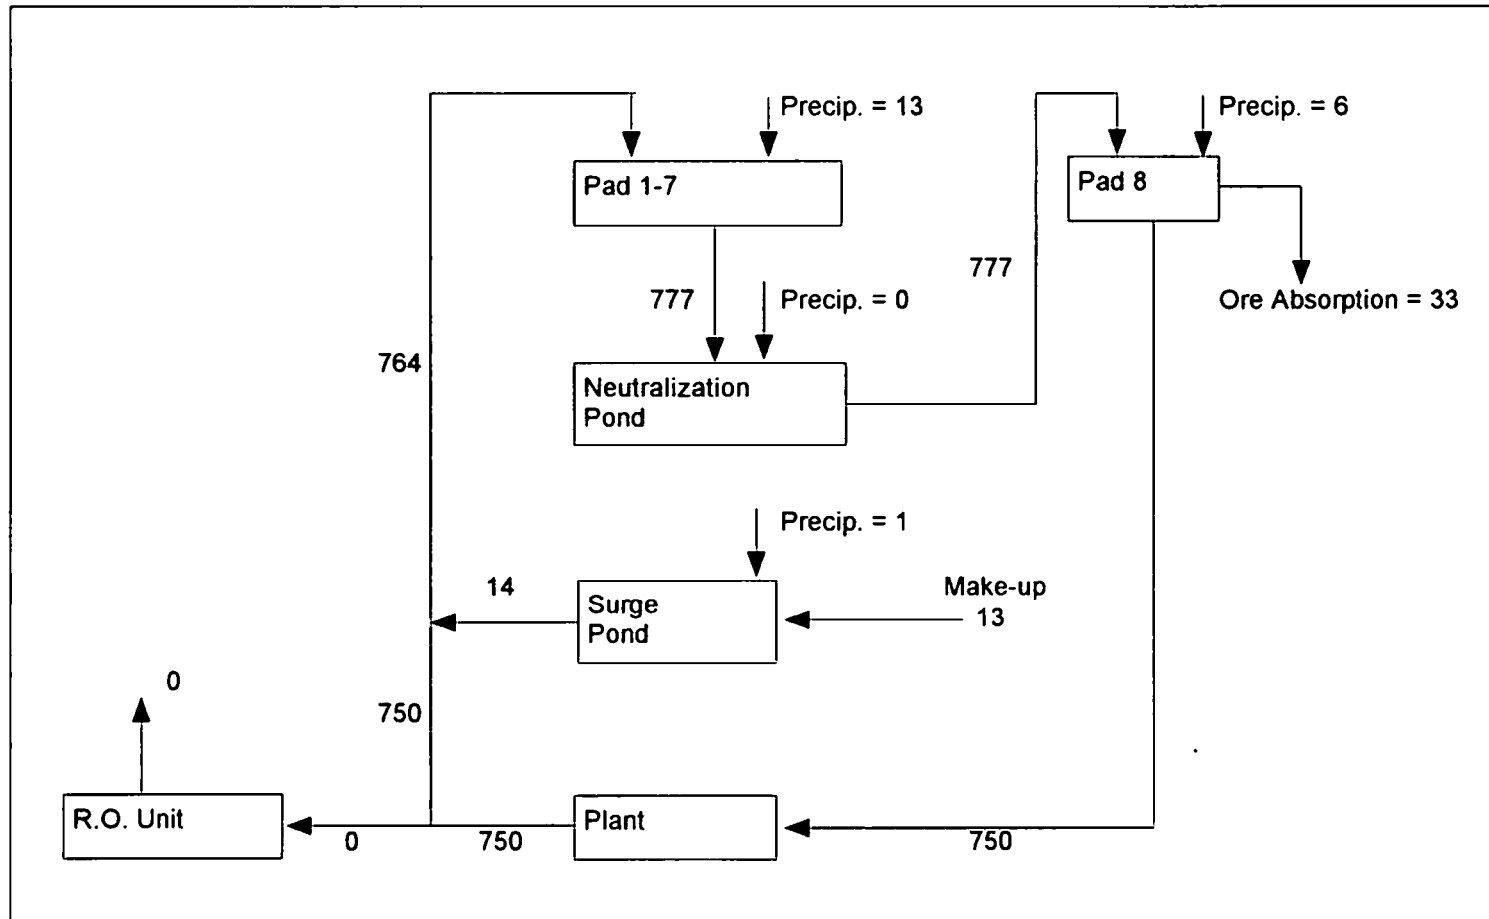 Precip. = 13
Precip. = 6
Pad 1-7
Pad 8
777
777
Precip. = 0
Ore Absorption = 33
764
Neutralization
Pond
Precip. = 1
14
Surge
Pond
Make-up
13
0
750
R.O. Unit
Plant
0
750
750